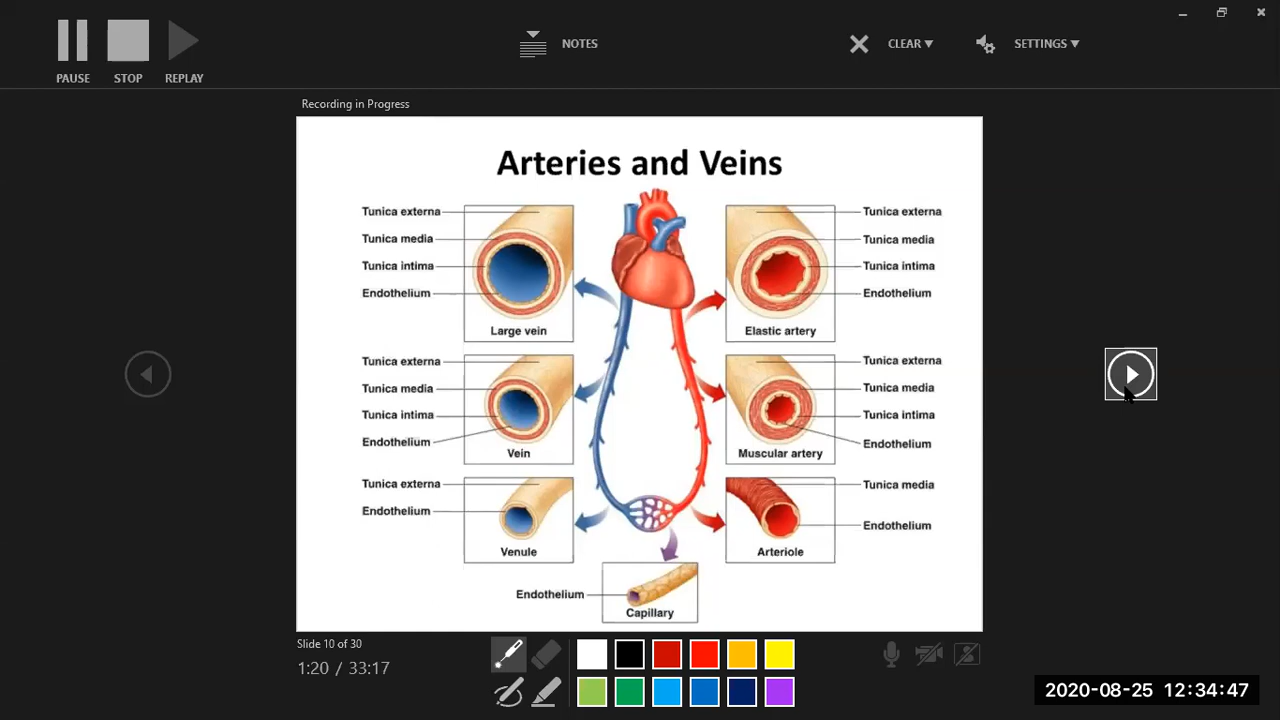 PAUSE
STOP
REPLAY
NOTES
CLEAR
SETTINGS
Recording in Progress
Arteries and Veins
Tunica externa
Tunica media
Tunica intima
Endothelium
Large vein
Tunica externa
Tunica media
Tunica intima
Endothelium
Elastic artery
Tunica externa
Tunica media
Tunica intima
Endothelium
Vein
Tunica externa
Tunica media
Tunica intima
Endothelium
Muscular artery
Tunica externa
Endothelium
Venule
Tunica media
Endothelium
Arteriole
Endothelium
Capillary
Slide 10 of 30
1:20 / 33:17
2020-08-25 12:34:47